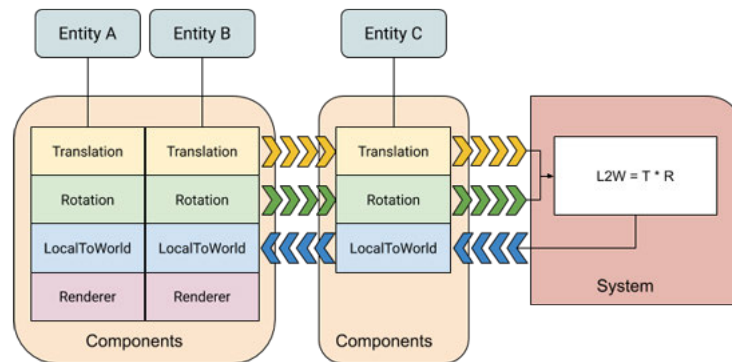 Entity A
Entity B
Entity C
Translation
Translation
Translation
L2W = T * R
Rotation
Rotation
Rotation
LocalToWorld
LocalToWorld
LocalToWorld
Renderer
Renderer
System
Components
Components